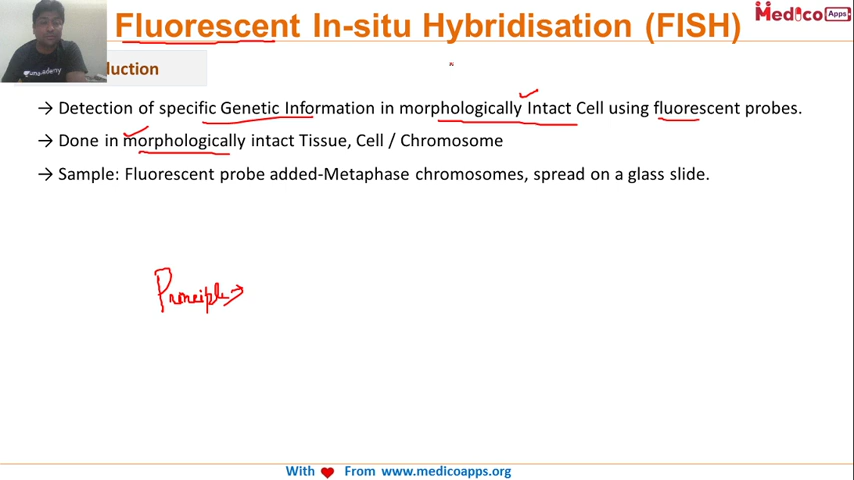 Fluorescent In-situ Hybridisation (FISH)
Medico Apps
duction
→ Detection of specific Genetic Information in morphologically Intact Cell using fluorescent probes.
→ Done in morphologically intact Tissue, Cell / Chromosome
→ Sample: Fluorescent probe added-Metaphase chromosomes, spread on a glass slide.
Principle →
With ❤ From www.medicoapps.org